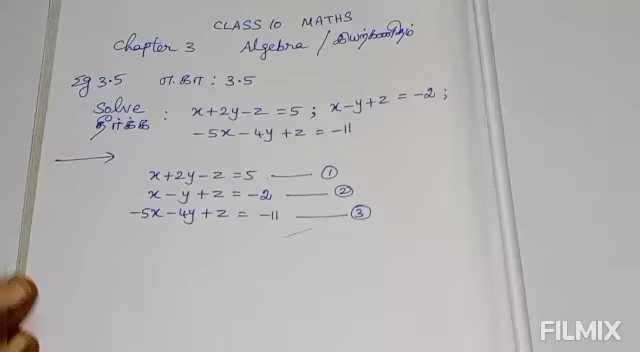 CLASS 10 MATHS
Chapter 3 Algebra / இயற்கணிதம்
Eg 3.5 எ.கா : 3.5
Solve : x+2y-z=5 ; x-y+z=-2 ;
தீர்க்க -5x-4y+z=-11
x+2y-z=5 —— ①
x-y+z=-2 —— ②
-5x-4y+z=-11 —— ③
FILMIX